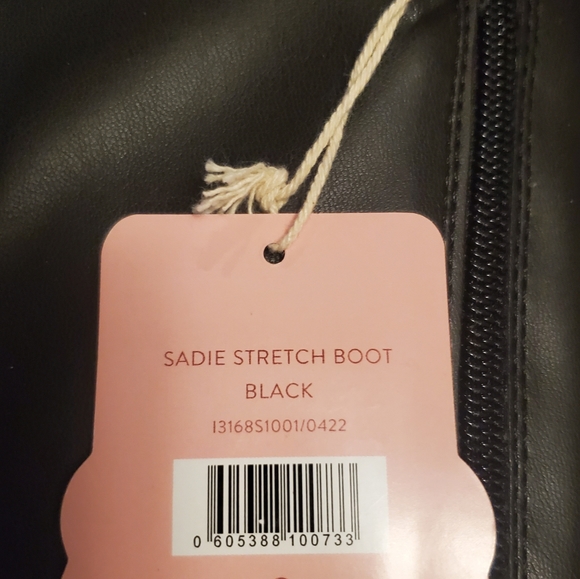 SADIE STRETCH BOOT
BLACK
I3168S1001/0422
0 605388 100733